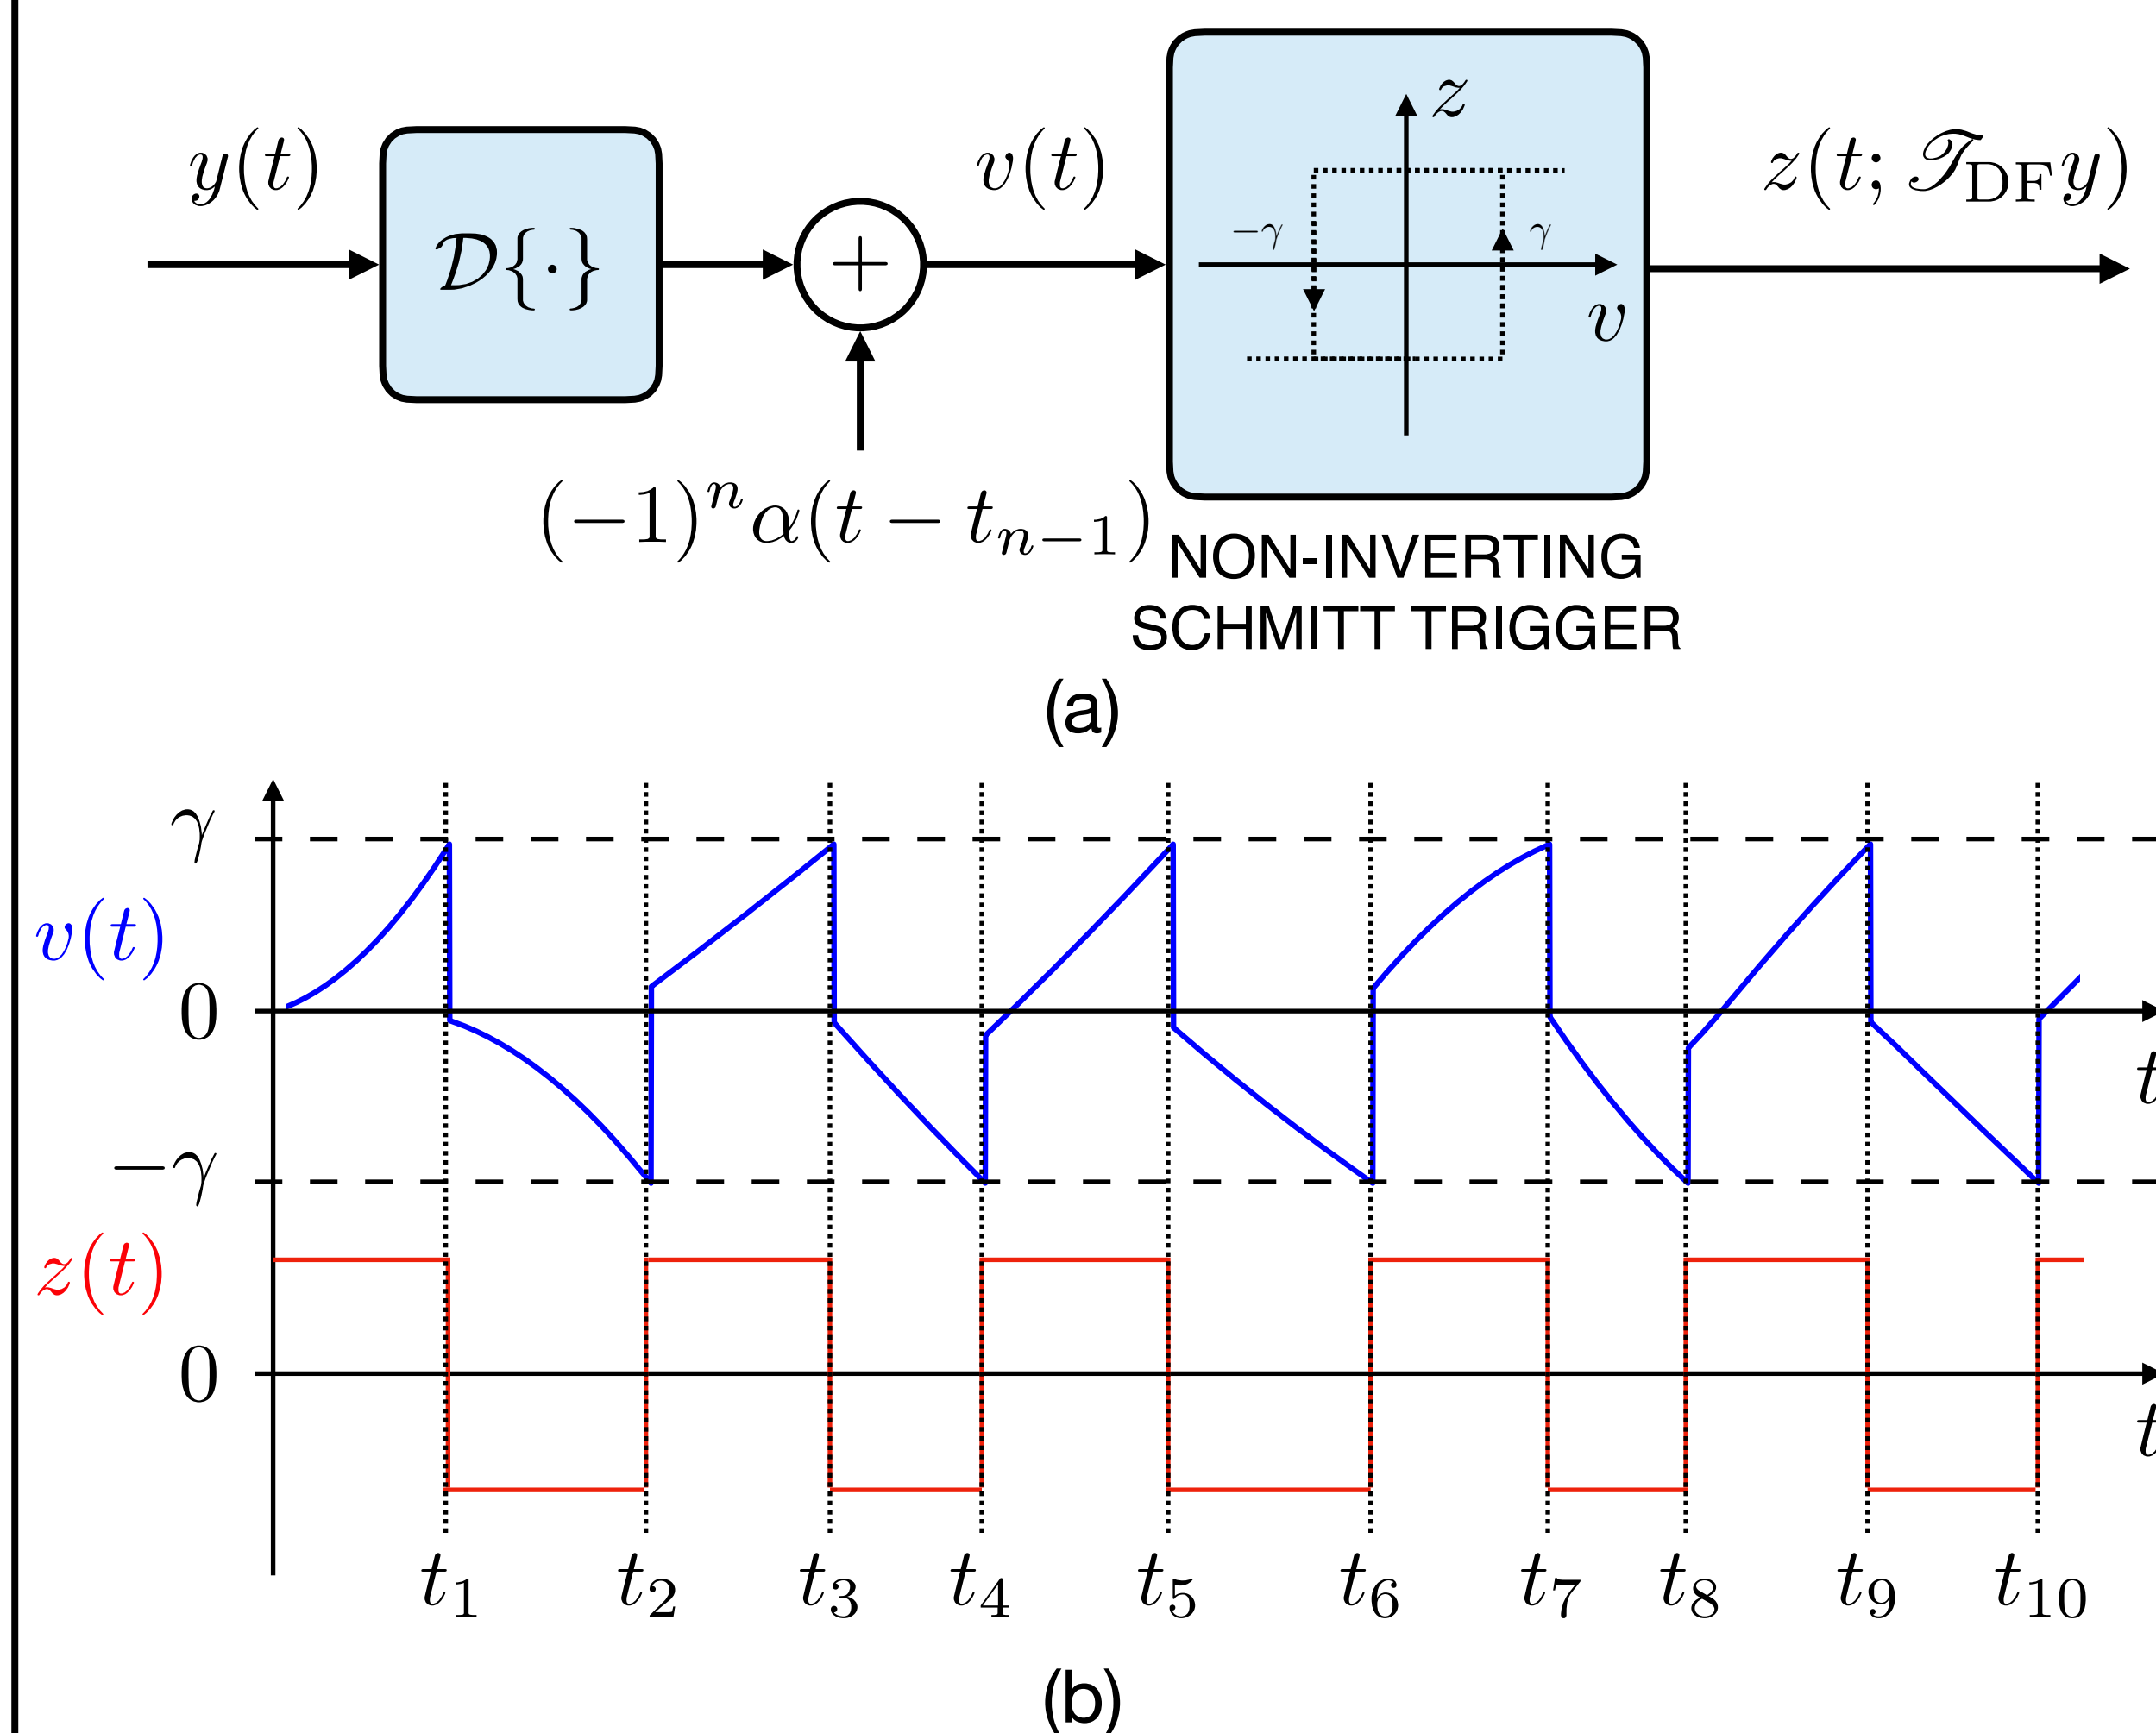 y(t)
𝒟{·}
+
v(t)
z
−γ
γ
v
z(t; 𝒯_DF y)
(−1)^n α(t − t_{n−1})
NON-INVERTING
SCHMITT TRIGGER
(a)
γ
v(t)
0
t
−γ
z(t)
0
t
t_1 t_2 t_3 t_4 t_5 t_6 t_7 t_8 t_9 t_10
(b)